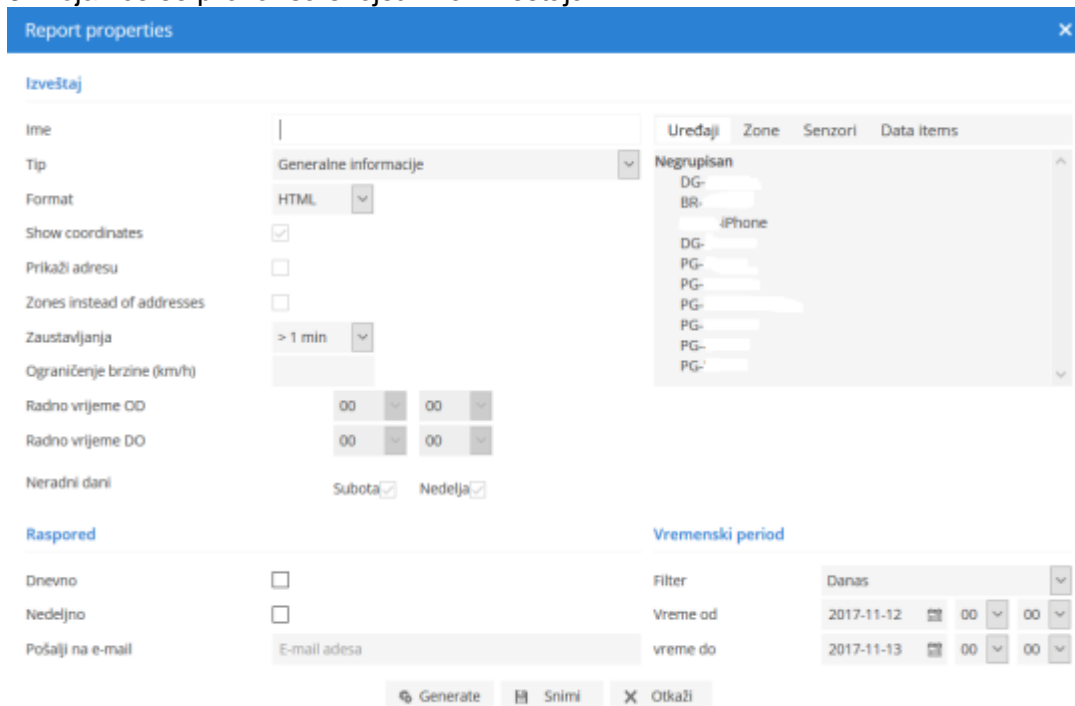 Report properties
Izveštaj
Ime
Tip Generalne informacije
Format HTML
Show coordinates
Prikaži adresu
Zones instead of addresses
Zaustavljanja > 1 min
Ograničenje brzine (km/h)
Radno vrijeme OD 00 00
Radno vrijeme DO 00 00
Neradni dani Subota Nedelja
Uređaji Zone Senzori Data items
Negrupisan
DG-
BR-
iPhone
DG-
PG-
PG-
PG-
PG-
PG-
PG-
Raspored
Dnevno
Nedeljno
Pošalji na e-mail E-mail adesa
Vremenski period
Filter Danas
Vreme od 2017-11-12 00 00
vreme do 2017-11-13 00 00
Generate Snimi Otkaži